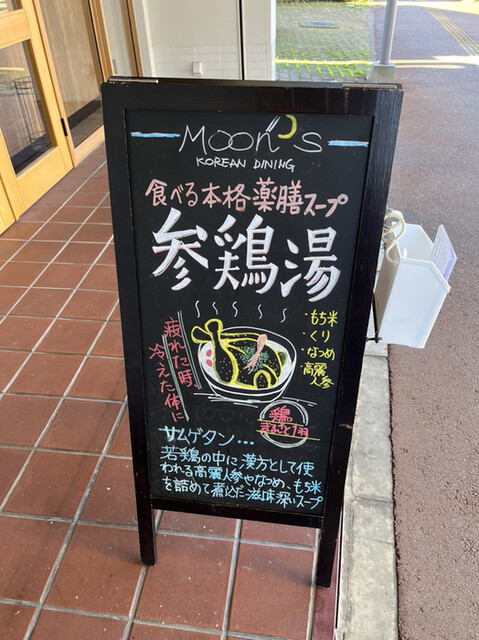 Moon's
KOREAN DINING
食べる本格薬膳スープ
参鶏湯
・もち米
・くり
・なつめ
・高麗人参
疲れた時
冷えた体に
鶏
まるごと1羽
サムゲタン...
若鶏の中に漢方として使
われる高麗人参やなつめ、もち米
を詰めて煮込だ滋味深いスープ